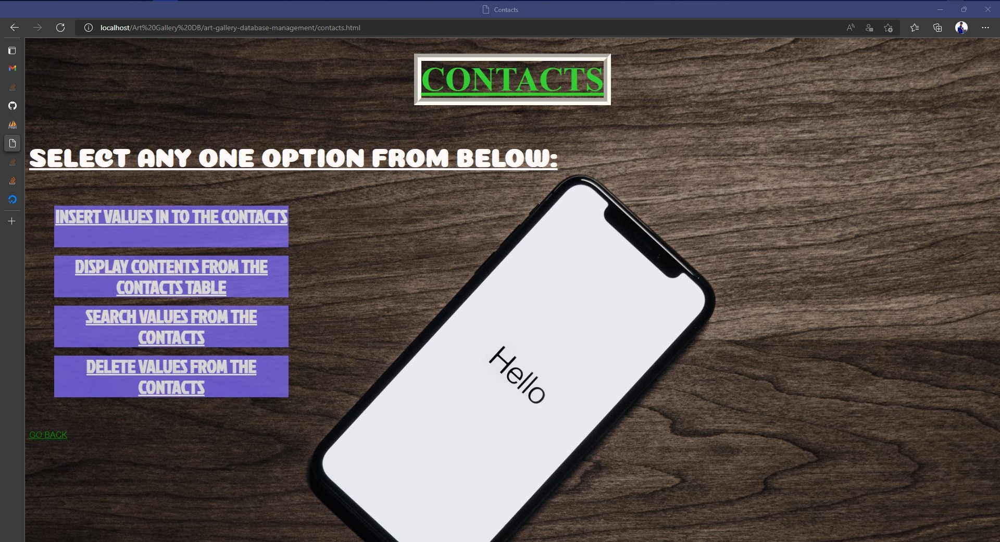 Contacts
localhost/Art%20Gallery%20DB/art-gallery-database-management/contacts.html
CONTACTS
SELECT ANY ONE OPTION FROM BELOW:
INSERT VALUES IN TO THE CONTACTS
DISPLAY CONTENTS FROM THE
CONTACTS TABLE
SEARCH VALUES FROM THE
CONTACTS
DELETE VALUES FROM THE
CONTACTS
Hello
GO BACK